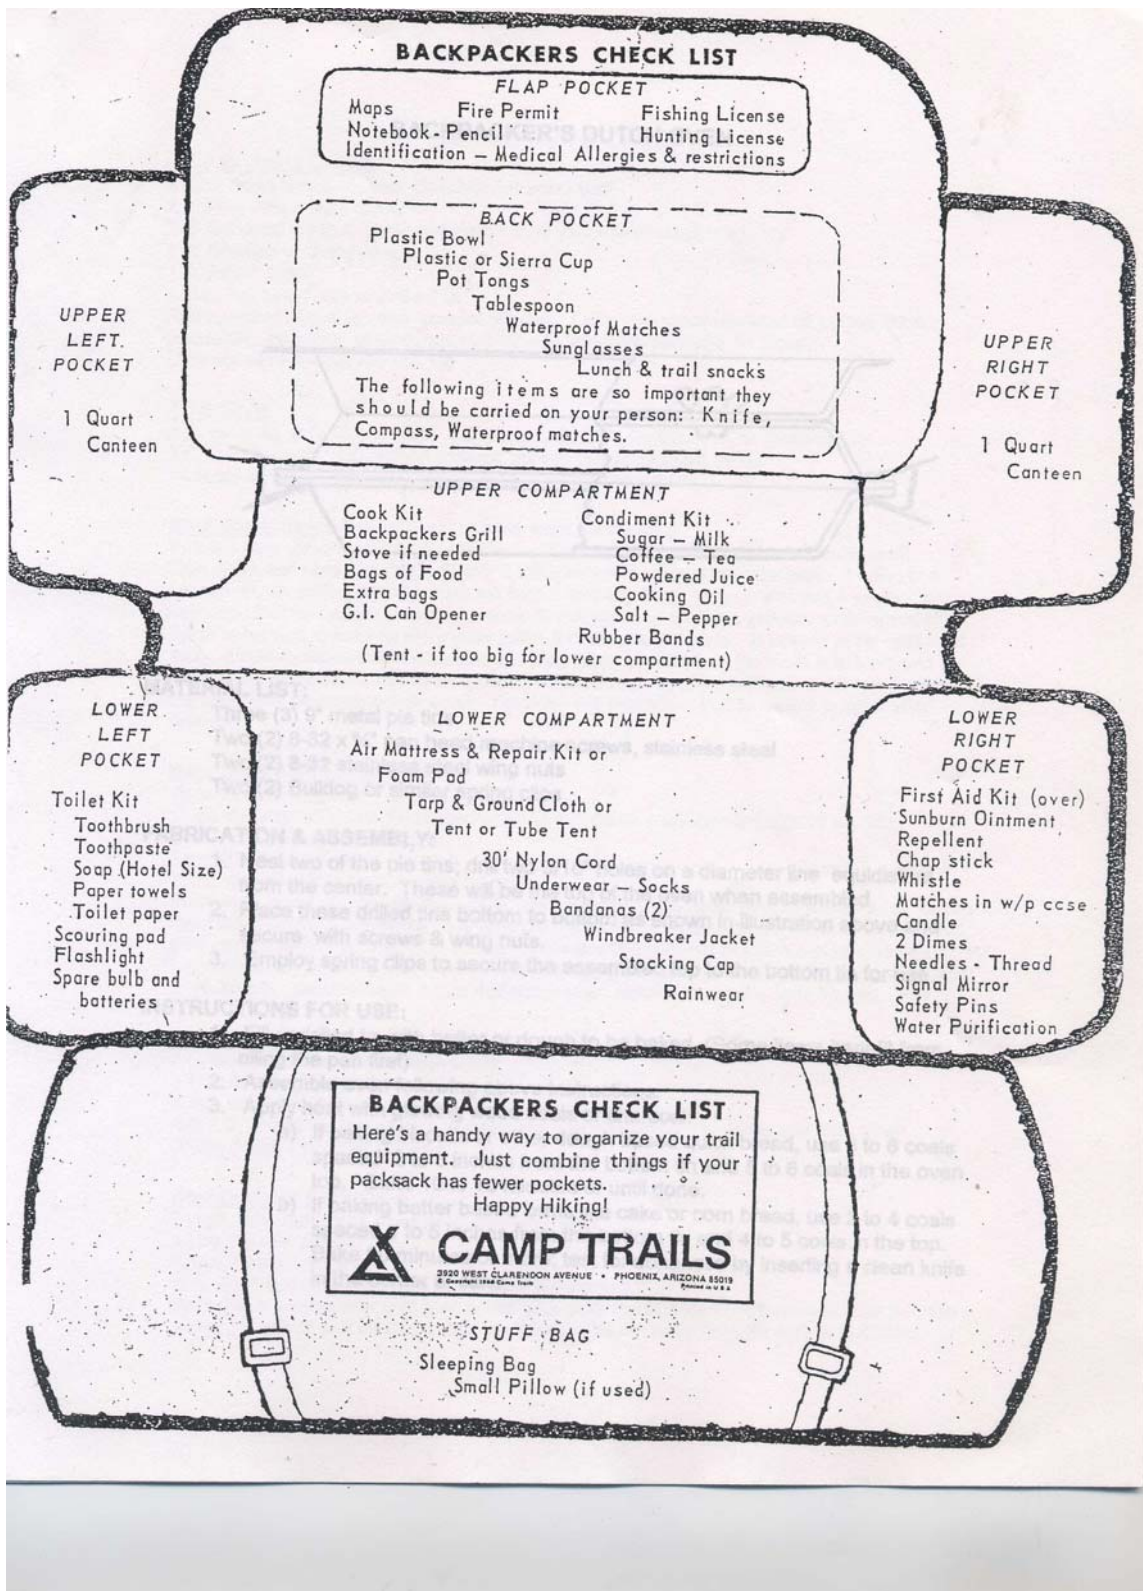 BACKPACKERS CHECK LIST
FLAP POCKET
Maps Fire Permit Fishing License
Notebook - Pencil Hunting License
Identification — Medical Allergies & restrictions
BACK POCKET
Plastic Bowl
Plastic or Sierra Cup
Pot Tongs
Tablespoon
Waterproof Matches
Sunglasses
Lunch & trail snacks
The following items are so important they
should be carried on your person: Knife,
Compass, Waterproof matches.
UPPER
LEFT.
POCKET
1 Quart
Canteen
UPPER
RIGHT
POCKET
1 Quart
Canteen
UPPER COMPARTMENT
Cook Kit
Backpackers Grill
Stove if needed
Bags of Food
Extra bags
G.I. Can Opener
Condiment Kit
Sugar — Milk
Coffee — Tea
Powdered Juice
Cooking Oil
Salt — Pepper
Rubber Bands
(Tent - if too big for lower compartment)
LOWER
LEFT
POCKET
Toilet Kit
Toothbrush
Toothpaste
Soap (Hotel Size)
Paper towels
Toilet paper
Scouring pad
Flashlight
Spare bulb and
batteries
LOWER COMPARTMENT
Air Mattress & Repair Kit or
Foam Pad
Tarp & Ground Cloth or
Tent or Tube Tent
30' Nylon Cord
Underwear — Socks
Bandanas (2)
Windbreaker Jacket
Stocking Cap
Rainwear
LOWER
RIGHT
POCKET
First Aid Kit (over)
Sunburn Ointment
Repellent
Chap stick
Whistle
Matches in w/p ccse
Candle
2 Dimes
Needles - Thread
Signal Mirror
Safety Pins
Water Purification
BACKPACKERS CHECK LIST
Here's a handy way to organize your trail
equipment. Just combine things if your
packsack has fewer pockets.
Happy Hiking!
CAMP TRAILS
3920 WEST CLARENDON AVENUE • PHOENIX, ARIZONA 85019
© Copyright Camp Trails
Printed in U S A
STUFF BAG
Sleeping Bag
Small Pillow (if used)